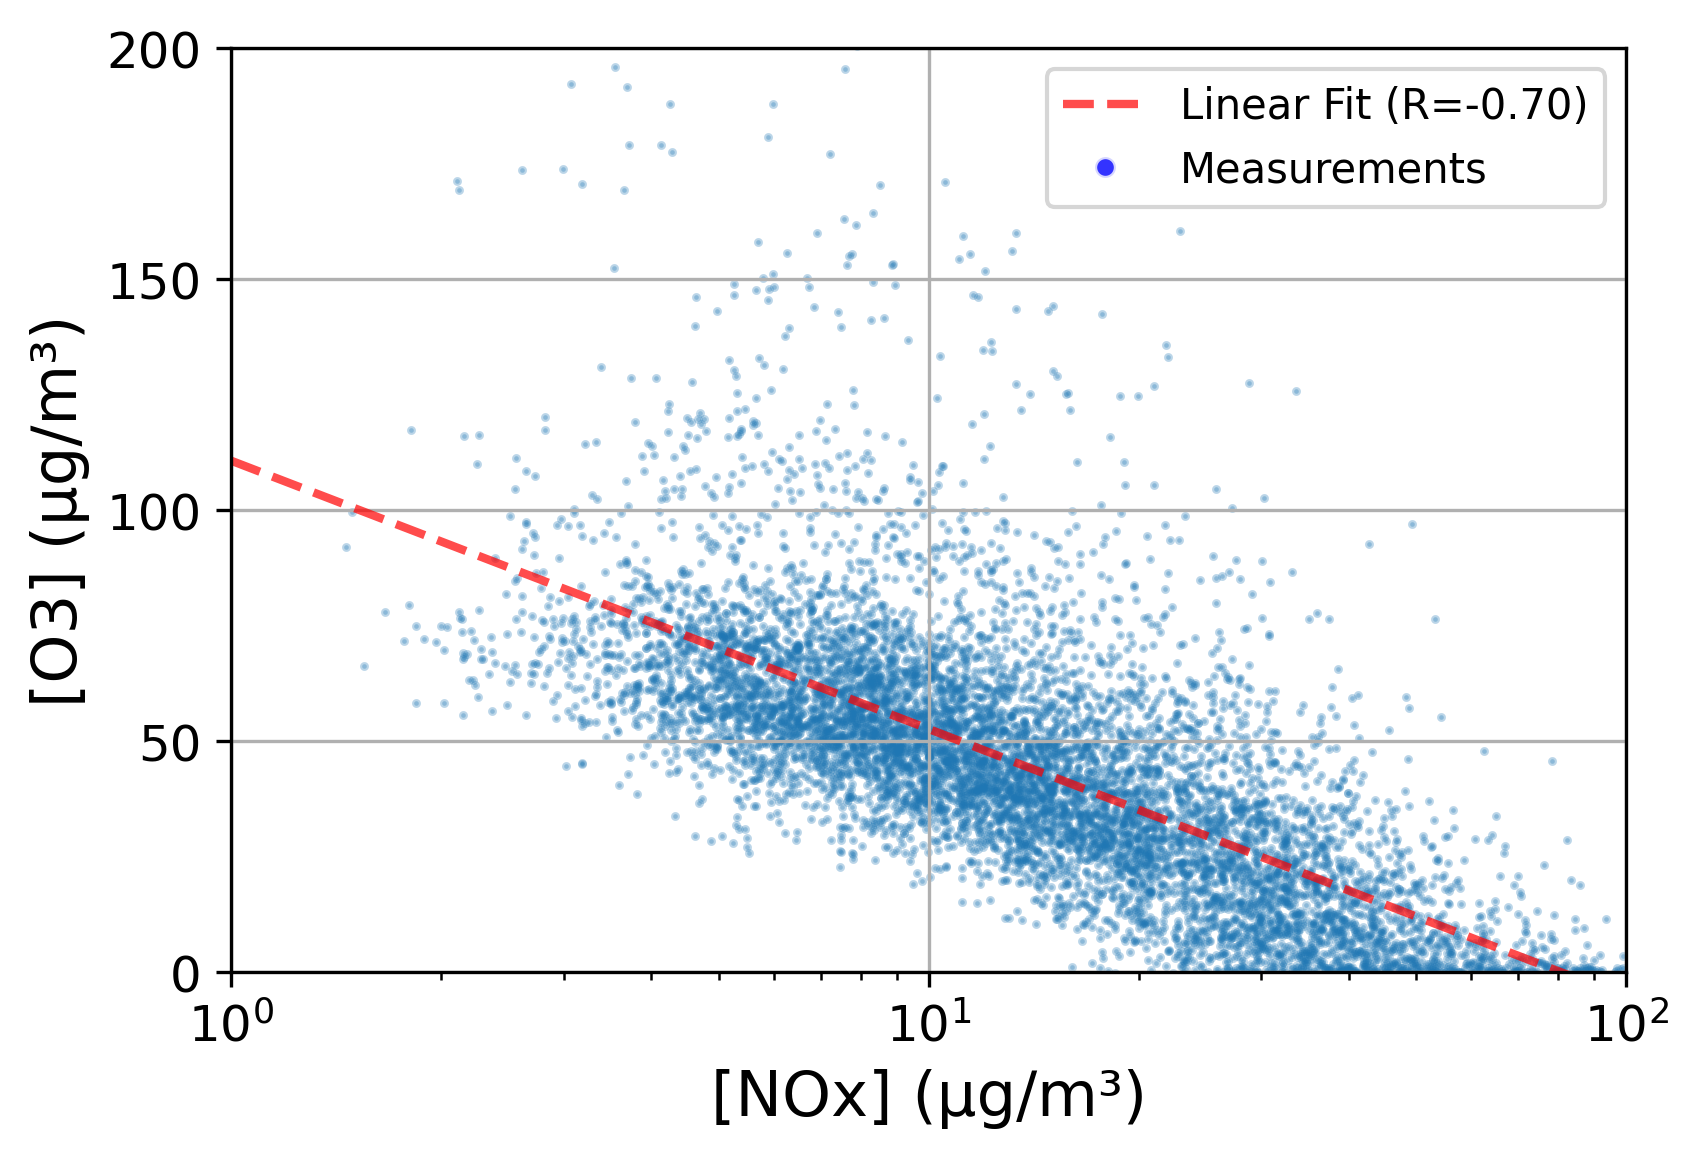 200
150
100
50
0
[O3] (µg/m³)
Linear Fit (R=-0.70)
Measurements
10⁰
10¹
10²
[NOx] (µg/m³)